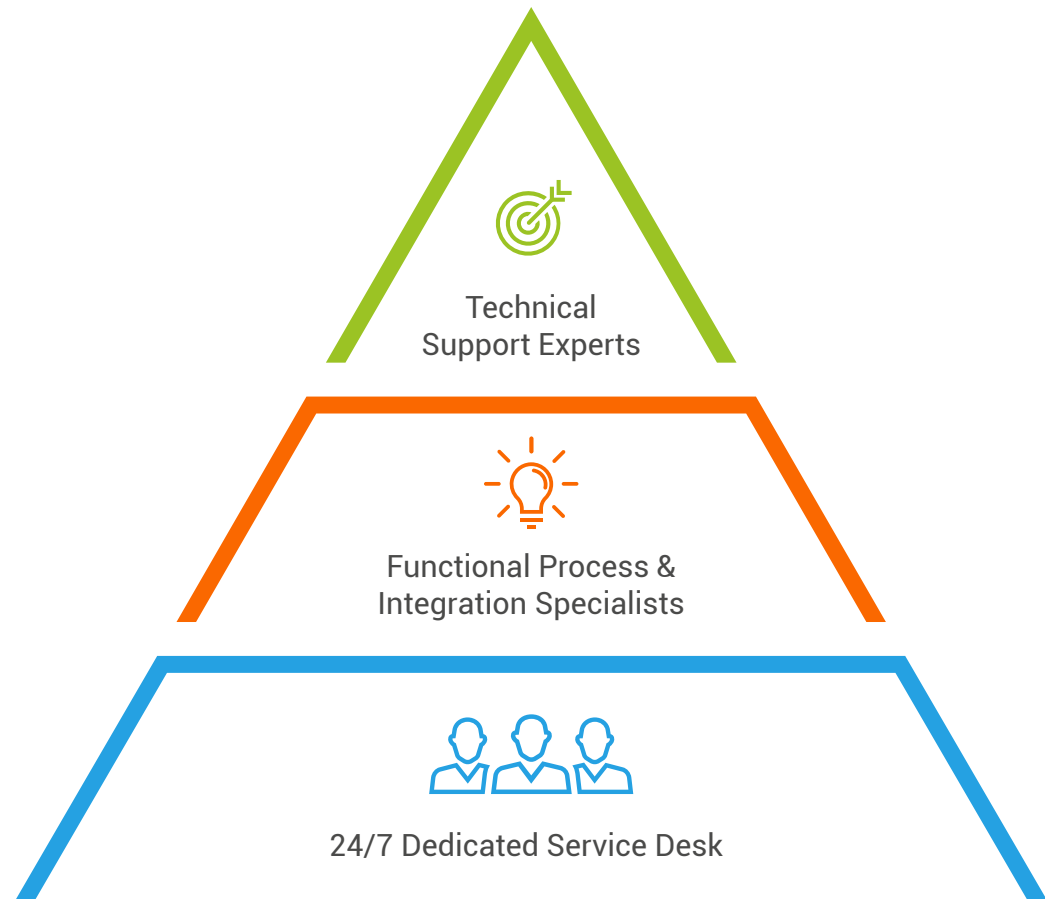 Technical
Support Experts
Functional Process &
Integration Specialists
24/7 Dedicated Service Desk